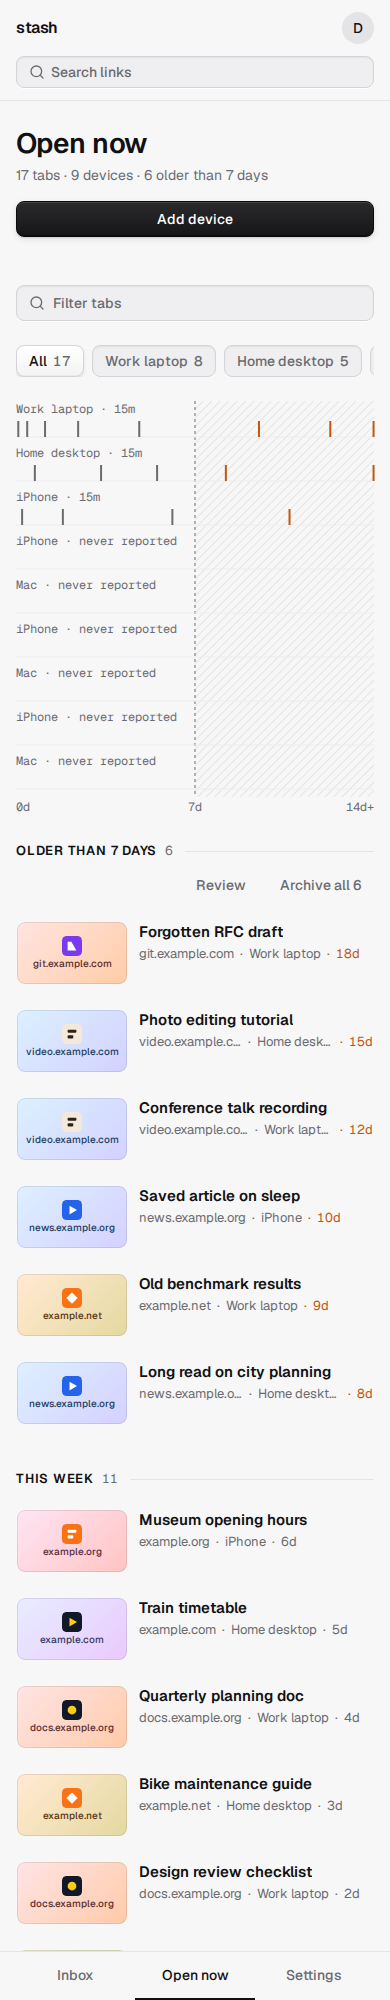 stash
D
Search links
Open now
17 tabs · 9 devices · 6 older than 7 days
Add device
Filter tabs
All 17
Work laptop 8
Home desktop 5
Work laptop · 15m
Home desktop · 15m
iPhone · 15m
iPhone · never reported
Mac · never reported
iPhone · never reported
Mac · never reported
iPhone · never reported
Mac · never reported
0d
7d
14d+
OLDER THAN 7 DAYS 6
Review
Archive all 6
git.example.com
Forgotten RFC draft
git.example.com · Work laptop · 18d
video.example.com
Photo editing tutorial
video.example.c... · Home desk... · 15d
video.example.com
Conference talk recording
video.example.co... · Work lapt... · 12d
news.example.org
Saved article on sleep
news.example.org · iPhone · 10d
example.net
Old benchmark results
example.net · Work laptop · 9d
news.example.org
Long read on city planning
news.example.o... · Home deskt... · 8d
THIS WEEK 11
example.org
Museum opening hours
example.org · iPhone · 6d
example.com
Train timetable
example.com · Home desktop · 5d
docs.example.org
Quarterly planning doc
docs.example.org · Work laptop · 4d
example.net
Bike maintenance guide
example.net · Home desktop · 3d
docs.example.org
Design review checklist
docs.example.org · Work laptop · 2d
Inbox
Open now
Settings